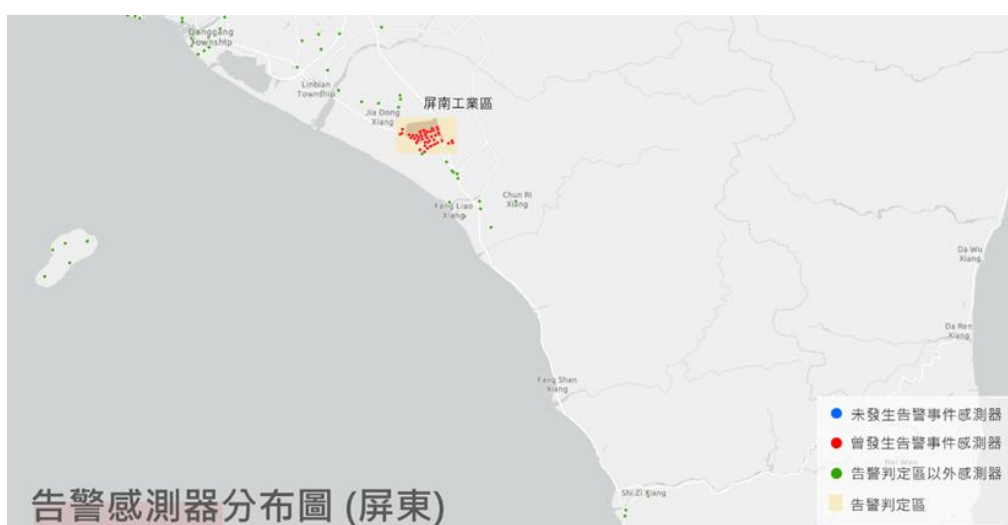 Donggang
Township
Linbian
Township
Jia Dong
Xiang
屏南工業區
Chun Ri
Xiang
Fang Liao
Xiang
Da Wu
Xiang
Da Ren
Xiang
Fang Shan
Xiang
Shi Zi Xiang
未發生告警事件感測器
曾發生告警事件感測器
告警判定區以外感測器
告警判定區
告警感測器分布圖 (屏東)